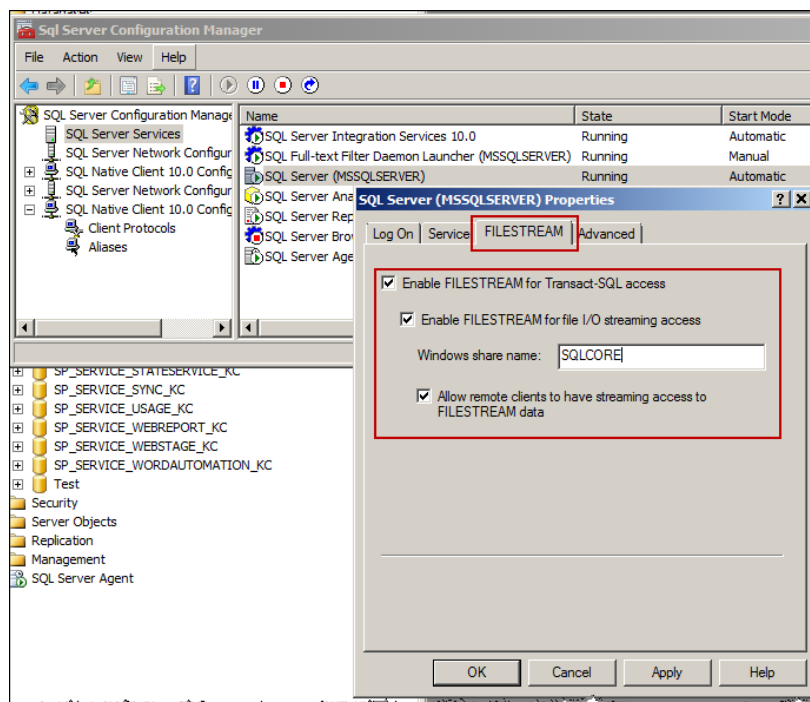 Sql Server Configuration Manager
File Action View Help
SQL Server Configuration Manage
SQL Server Services
SQL Server Network Configur
SQL Native Client 10.0 Config
SQL Server Network Configur
SQL Native Client 10.0 Config
Client Protocols
Aliases
Name State Start Mode
SQL Server Integration Services 10.0 Running Automatic
SQL Full-text Filter Daemon Launcher (MSSQLSERVER) Running Manual
SQL Server (MSSQLSERVER) Running Automatic
SQL Server Ana
SQL Server Rep
SQL Server Bro
SQL Server Age
SQL Server (MSSQLSERVER) Properties
Log On Service FILESTREAM Advanced
Enable FILESTREAM for Transact-SQL access
Enable FILESTREAM for file I/O streaming access
Windows share name: SQLCORE
Allow remote clients to have streaming access to
FILESTREAM data
OK Cancel Apply Help
SP_SERVICE_STATESERVICE_KC
SP_SERVICE_SYNC_KC
SP_SERVICE_USAGE_KC
SP_SERVICE_WEBREPORT_KC
SP_SERVICE_WEBSTAGE_KC
SP_SERVICE_WORDAUTOMATION_KC
Test
Security
Server Objects
Replication
Management
SQL Server Agent